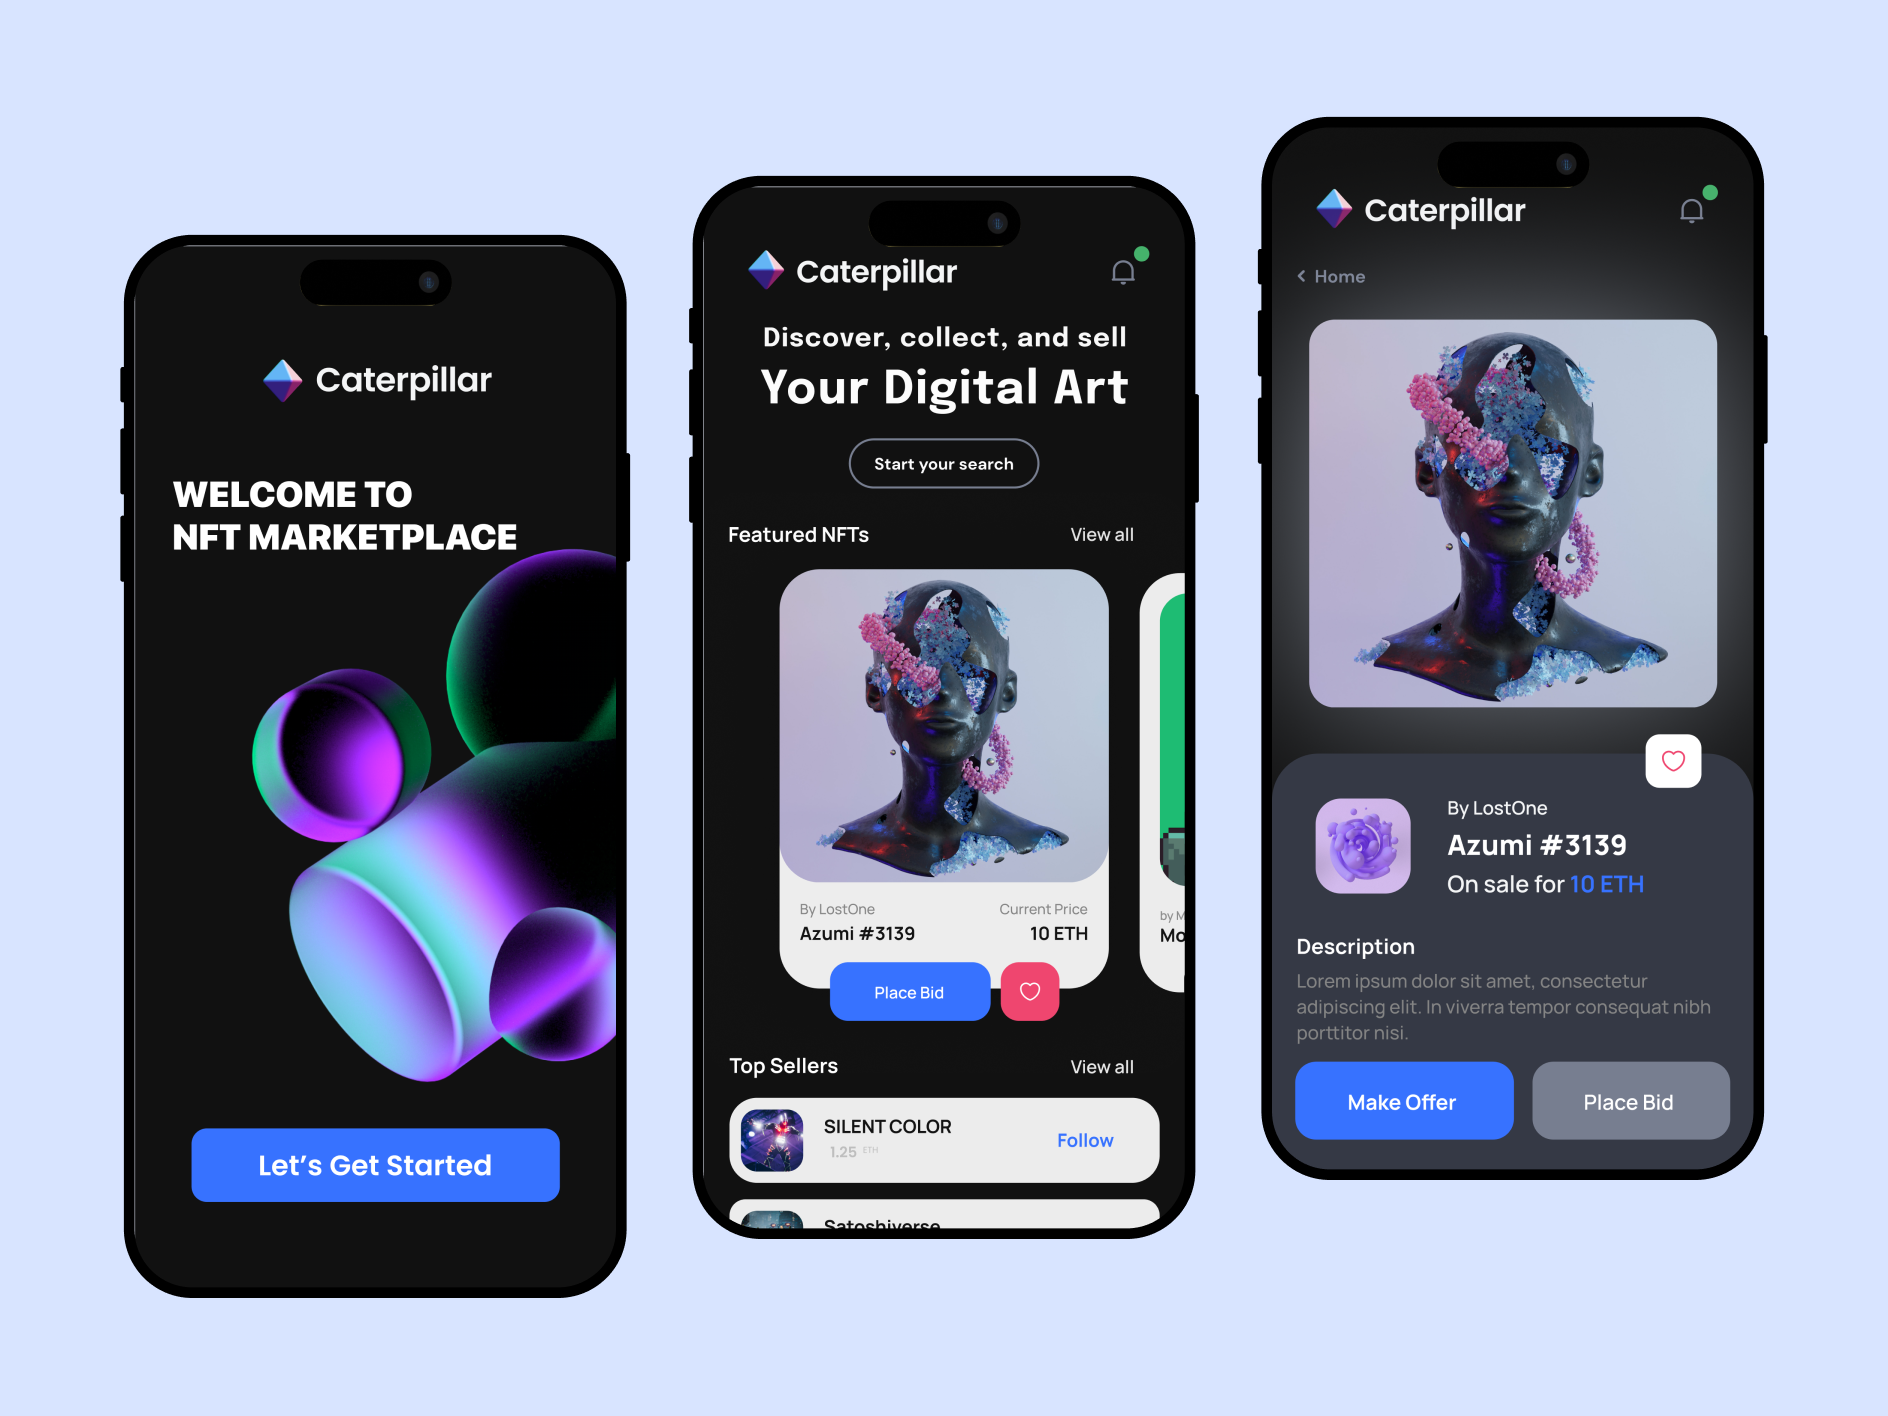 Caterpillar
WELCOME TO
NFT MARKETPLACE
Let's Get Started
Caterpillar
Discover, collect, and sell
Your Digital Art
Start your search
Featured NFTs View all
By LostOne Current Price
Azumi #3139 10 ETH
Place Bid
by M
Mo
Top Sellers View all
SILENT COLOR
1.25 ETH
Follow
Satoshiverse
Caterpillar
Home
By LostOne
Azumi #3139
On sale for 10 ETH
Description
Lorem ipsum dolor sit amet, consectetur
adipiscing elit. In viverra tempor consequat nibh
porttitor nisi.
Make Offer Place Bid